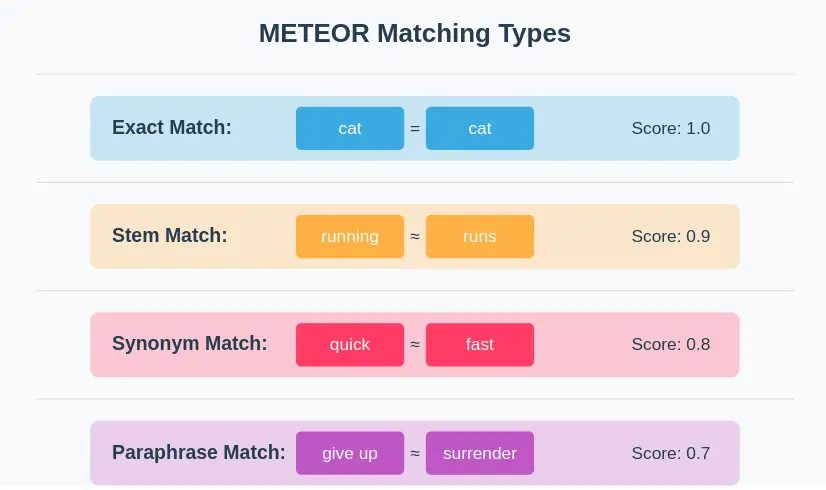 METEOR Matching Types
Exact Match: cat = cat Score: 1.0
Stem Match: running ≈ runs Score: 0.9
Synonym Match: quick ≈ fast Score: 0.8
Paraphrase Match: give up ≈ surrender Score: 0.7